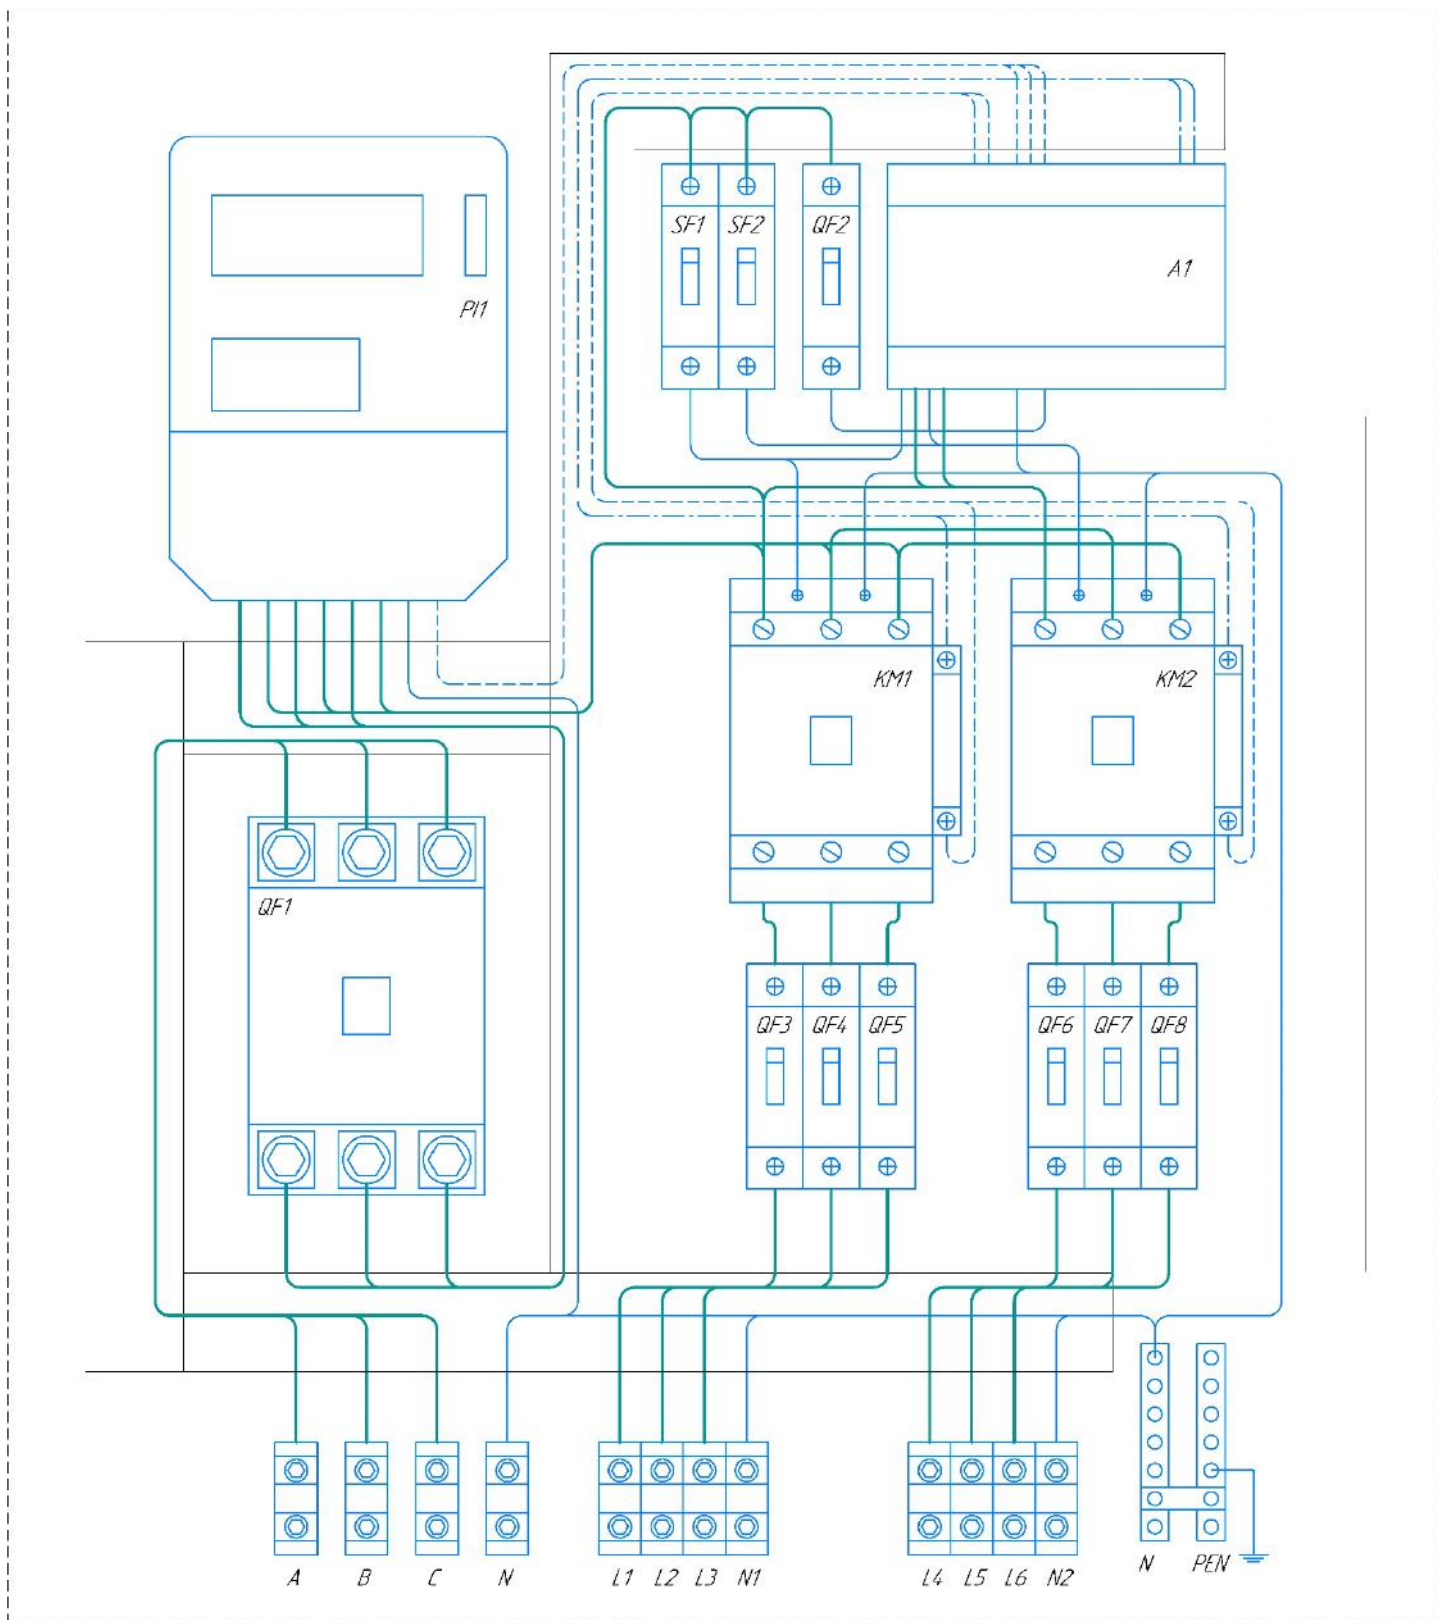 SF1 SF2 QF2
A1
PI1
KM1 KM2
QF1
QF3 QF4 QF5 QF6 QF7 QF8
A B C N L1 L2 L3 N1 L4 L5 L6 N2 N PEN